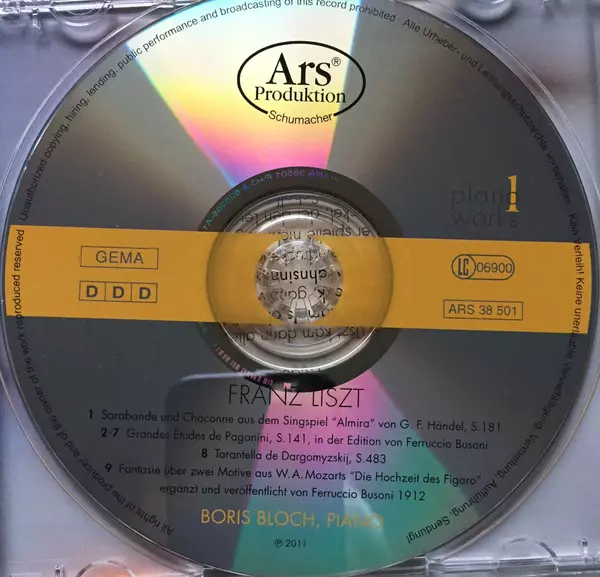 Unauthorized copying, hiring, lending, public performance and broadcasting of this record prohibited
Alle Urheber- und Leistungsschutzrechte vorbehalten. Kein Verleih! Keine unerlaubte Vervielfältigung, Vermietung, Aufführung, Sendung!
All rights of the producer and of the owner of the work reproduced reserved
Ars®
Produktion
Schumacher
piano 1
works
GEMA
LC 06900
DDD
ARS 38 501
FRANZ LISZT
1 Sarabande und Chaconne aus dem Singspiel "Almira" von G. F. Händel, S.181
2-7 Grandes Études de Paganini, S.141, in der Edition von Ferruccio Busoni
8 Tarantella de Dargomyzskij, S.483
9 Fantasie über zwei Motive aus W.A. Mozarts "Die Hochzeit des Figaro"
ergänzt und veröffentlicht von Ferruccio Busoni 1912
BORIS BLOCH, PIANO
℗ 2011